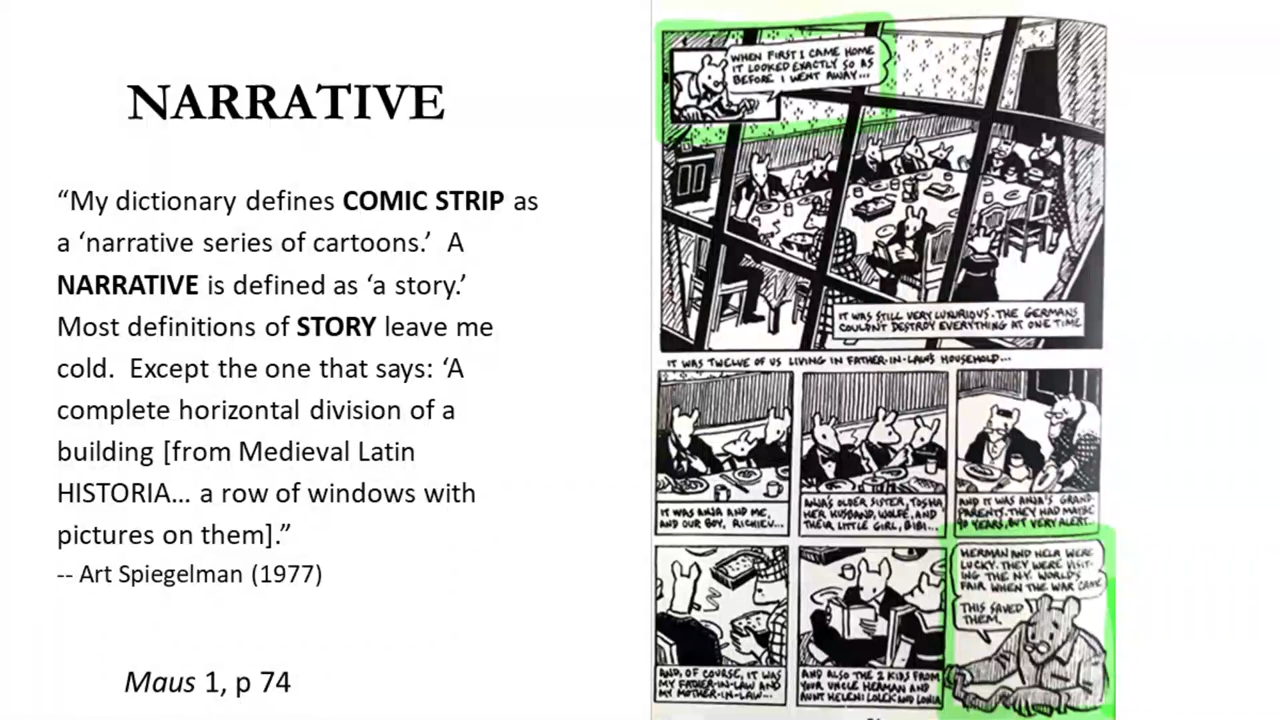 NARRATIVE
“My dictionary defines COMIC STRIP as
a ‘narrative series of cartoons.’ A
NARRATIVE is defined as ‘a story.’
Most definitions of STORY leave me
cold. Except the one that says: ‘A
complete horizontal division of a
building [from Medieval Latin
HISTORIA… a row of windows with
pictures on them].”
-- Art Spiegelman (1977)
Maus 1, p 74
WHEN FIRST I CAME HOME
IT LOOKED EXACTLY SO AS
BEFORE I WENT AWAY...
IT WAS STILL VERY LUXURIOUS. THE GERMANS
COULDN'T DESTROY EVERYTHING AT ONE TIME
IT WAS TWELVE OF US LIVING IN FATHER-IN-LAW'S HOUSEHOLD...
IT WAS ANJA AND ME,
AND OUR BOY, RICHIEU...
ANJA'S OLDER SISTER, TOSHA
HER HUSBAND, WOLFE, AND
THEIR LITTLE GIRL, BIBI...
AND IT WAS ANJA'S GRAND-
PARENTS. THEY HAD MAYBE
90 YEARS, BUT VERY ALERT...
AND, OF COURSE, IT WAS
MY FATHER-IN-LAW AND
MY MOTHER-IN-LAW...
AND ALSO THE 2 KIDS FROM
YOUR UNCLE HERMAN AND
AUNT HELEN: LOLEK AND LONIA
HERMAN AND HELA WERE
LUCKY. THEY WERE VISIT-
ING THE N.Y. WORLD'S
FAIR WHEN THE WAR CAME
THIS SAVED
THEM.